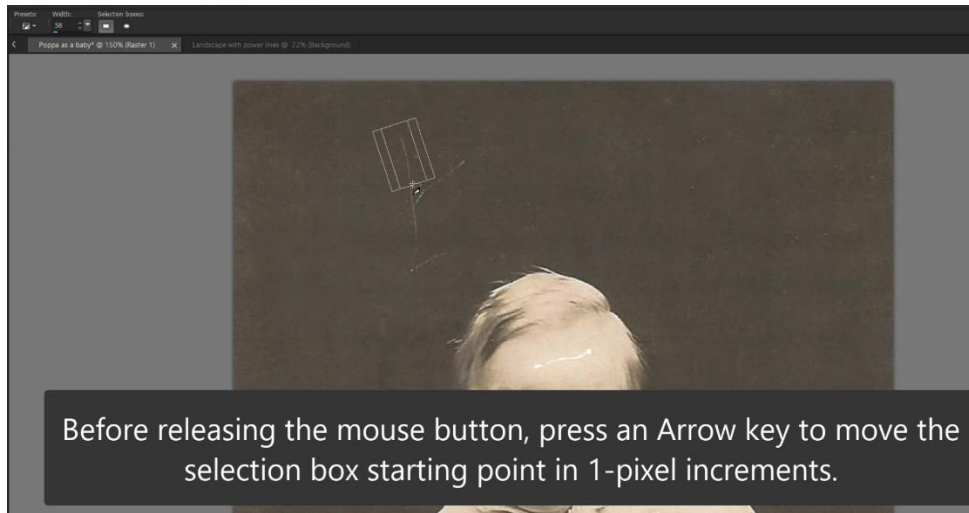 Presets: Width: Selection boxes:
58
Poppa as a baby* @ 150% (Raster 1) Landscape with power lines @ 22% (Background)
Before releasing the mouse button, press an Arrow key to move the
selection box starting point in 1-pixel increments.